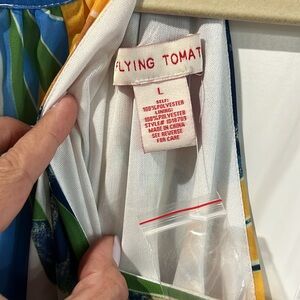 FLYING TOMAT
L
SELF:
100%POLYESTER
LINING:
100%POLYESTER
MADE IN CHINA
SEE REVERSE
FOR CARE